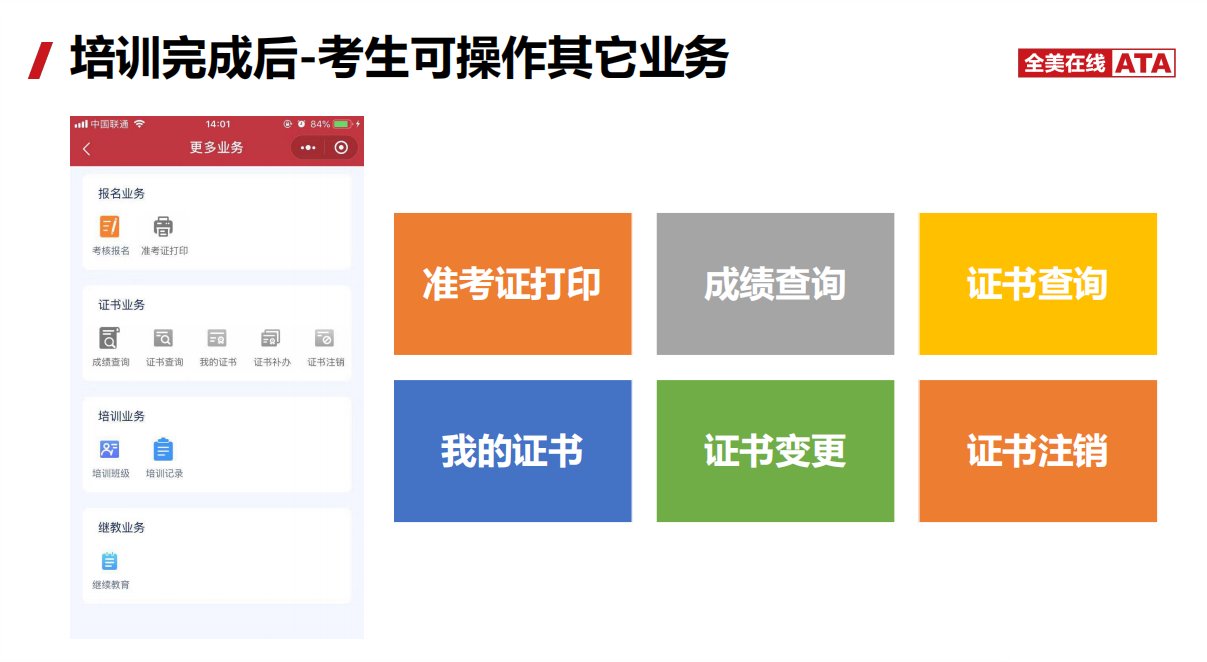 培训完成后-考生可操作其它业务
全美在线 ATA
中国联通 14:01 84%
更多业务
报名业务
考核报名 准考证打印
证书业务
成绩查询 证书查询 我的证书 证书补办 证书注销
培训业务
培训班级 培训记录
继教业务
继续教育
准考证打印 成绩查询 证书查询
我的证书 证书变更 证书注销